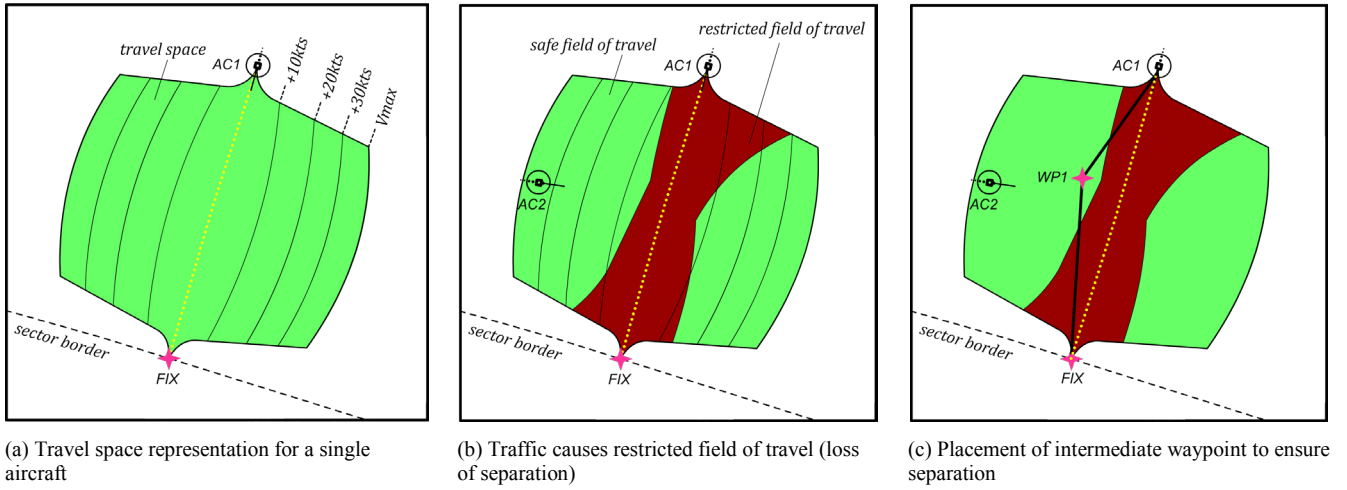 travel space
AC1
+10kts
+20kts
+30kts
Vmax
sector border
FIX
(a) Travel space representation for a single
aircraft
safe field of travel
restricted field of travel
AC1
AC2
sector border
FIX
(b) Traffic causes restricted field of travel (loss
of separation)
AC1
WP1
AC2
sector border
FIX
(c) Placement of intermediate waypoint to ensure
separation